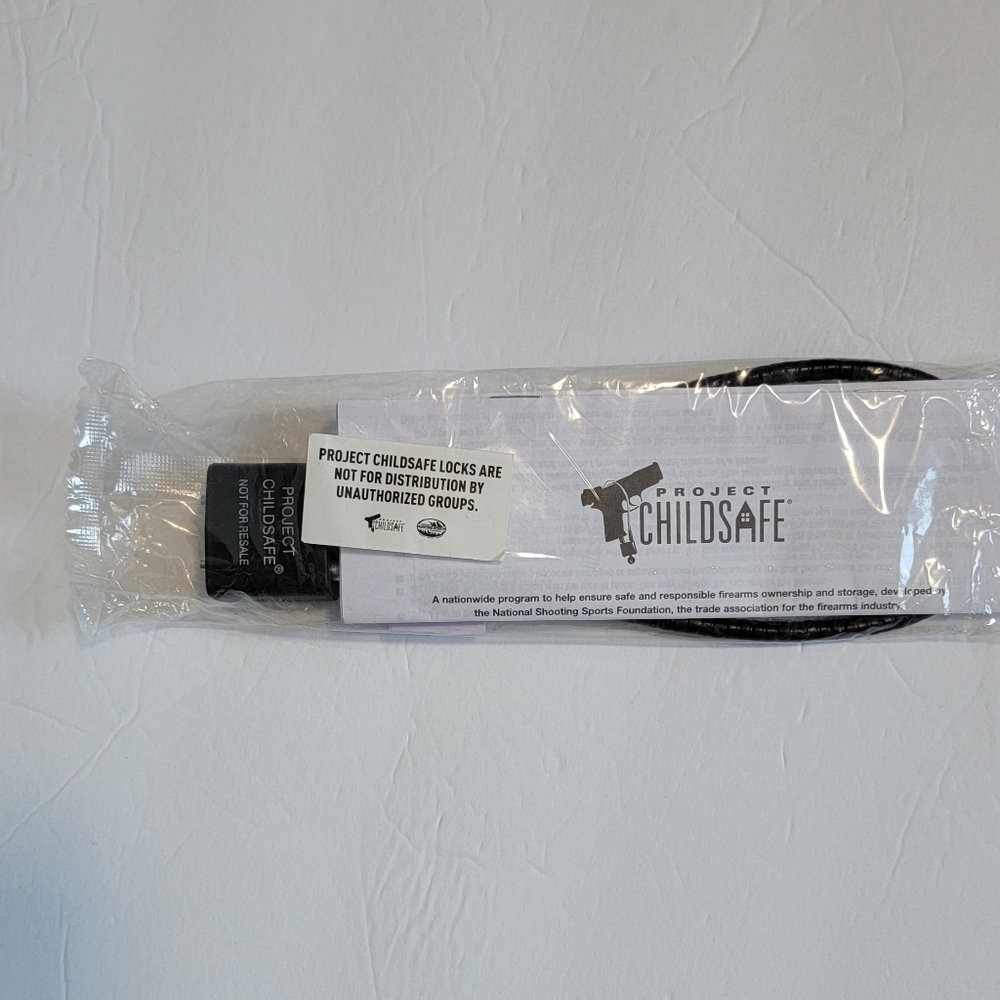 PROJECT CHILDSAFE LOCKS ARE
NOT FOR DISTRIBUTION BY
UNAUTHORIZED GROUPS.
PROJECT
CHILDSAFE
PROJECT
CHILDSAFE®
NOT FOR RESALE
PROJECT
CHILDSAFE®
A nationwide program to help ensure safe and responsible firearms ownership and storage, developed by
the National Shooting Sports Foundation, the trade association for the firearms industry.